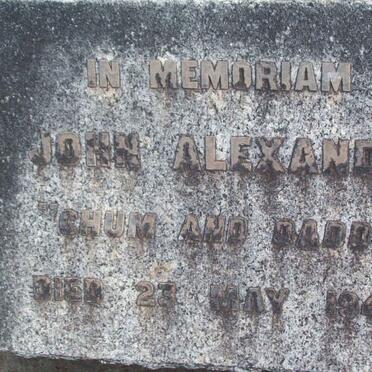 IN MEMORIAM
JOHN ALEXAND
"CHUM AND DADD
DIED 23 MAY 194